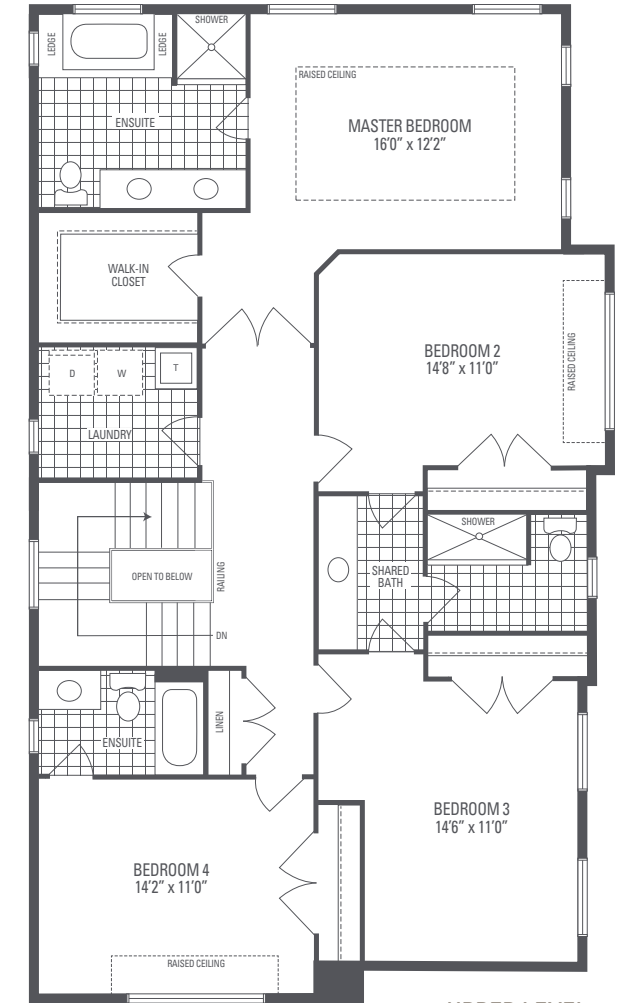 LEDGE
LEDGE
SHOWER
RAISED CEILING
ENSUITE
MASTER BEDROOM
16'0" x 12'2"
WALK-IN
CLOSET
BEDROOM 2
14'8" x 11'0"
RAISED CEILING
D
W
T
LAUNDRY
SHOWER
SHARED
BATH
OPEN TO BELOW
RAILING
DN
LINEN
ENSUITE
BEDROOM 3
14'6" x 11'0"
BEDROOM 4
14'2" x 11'0"
RAISED CEILING
UPPER LEVEL